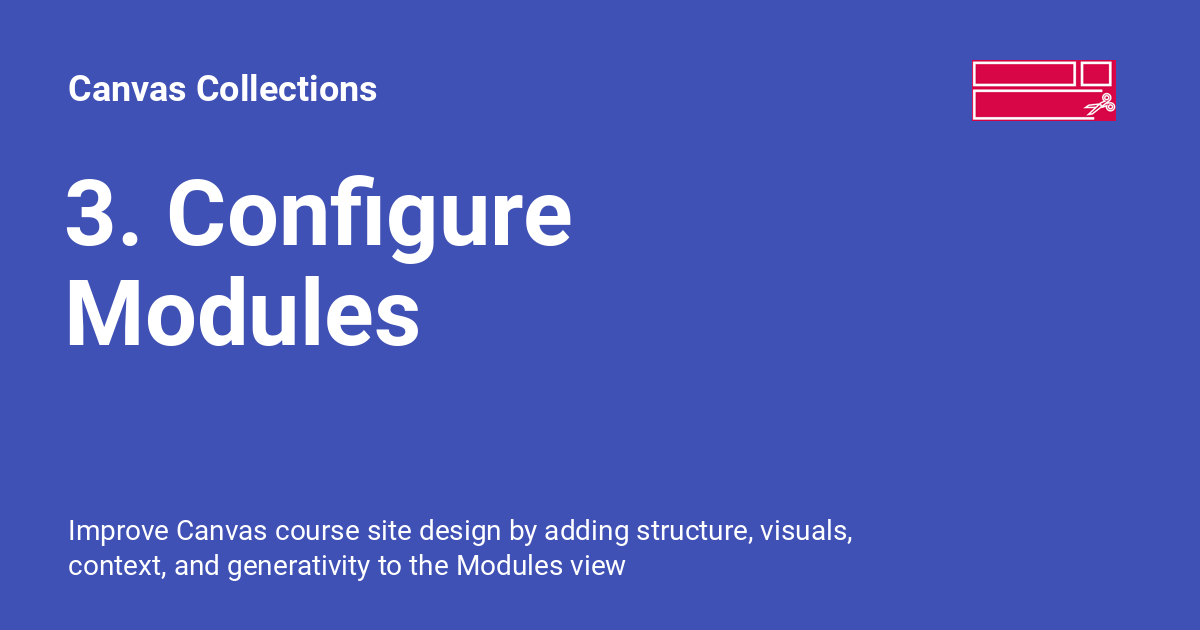 Canvas Collections
3. Configure
Modules
Improve Canvas course site design by adding structure, visuals,
context, and generativity to the Modules view